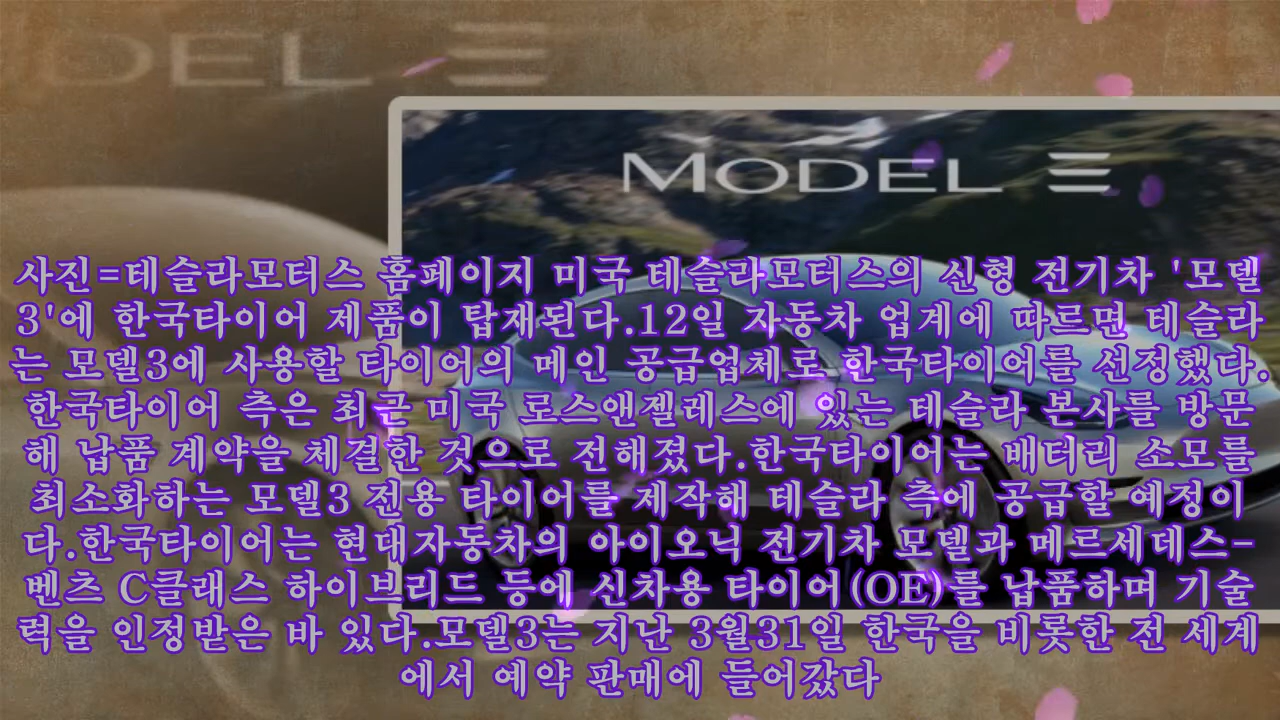 DEL 三
MODEL 三
사진=테슬라모터스 홈페이지 미국 테슬라모터스의 신형 전기차 '모델
3'에 한국타이어 제품이 탑재된다.12일 자동차 업계에 따르면 테슬라
는 모델3에 사용할 타이어의 메인 공급업체로 한국타이어를 선정했다.
한국타이어 측은 최근 미국 로스앤젤레스에 있는 테슬라 본사를 방문
해 납품 계약을 체결한 것으로 전해졌다.한국타이어는 배터리 소모를
최소화하는 모델3 전용 타이어를 제작해 테슬라 측에 공급할 예정이
다.한국타이어는 현대자동차의 아이오닉 전기차 모델과 메르세데스-
벤츠 C클래스 하이브리드 등에 신차용 타이어(OE)를 납품하며 기술
력을 인정받은 바 있다.모델3는 지난 3월31일 한국을 비롯한 전 세계
에서 예약 판매에 들어갔다